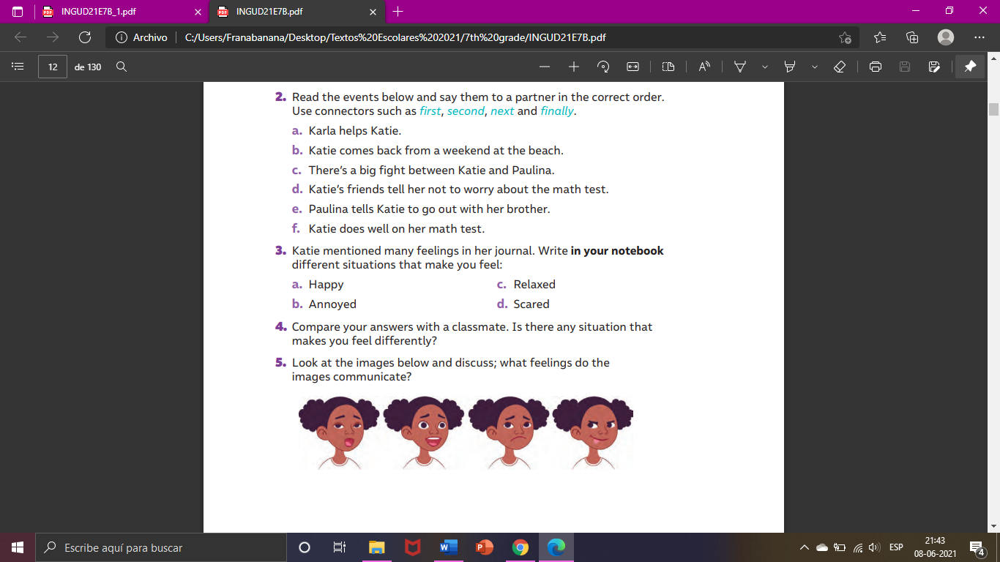 INGUD21E7B_1.pdf
INGUD21E7B.pdf
Archivo
C:/Users/Franabanana/Desktop/Textos%20Escolares%202021/7th%20grade/INGUD21E7B.pdf
12 de 130
2. Read the events below and say them to a partner in the correct order.
Use connectors such as first, second, next and finally.
a. Karla helps Katie.
b. Katie comes back from a weekend at the beach.
c. There’s a big fight between Katie and Paulina.
d. Katie’s friends tell her not to worry about the math test.
e. Paulina tells Katie to go out with her brother.
f. Katie does well on her math test.
3. Katie mentioned many feelings in her journal. Write in your notebook
different situations that make you feel:
a. Happy c. Relaxed
b. Annoyed d. Scared
4. Compare your answers with a classmate. Is there any situation that
makes you feel differently?
5. Look at the images below and discuss; what feelings do the
images communicate?
Escribe aquí para buscar
ESP
21:43
08-06-2021
4